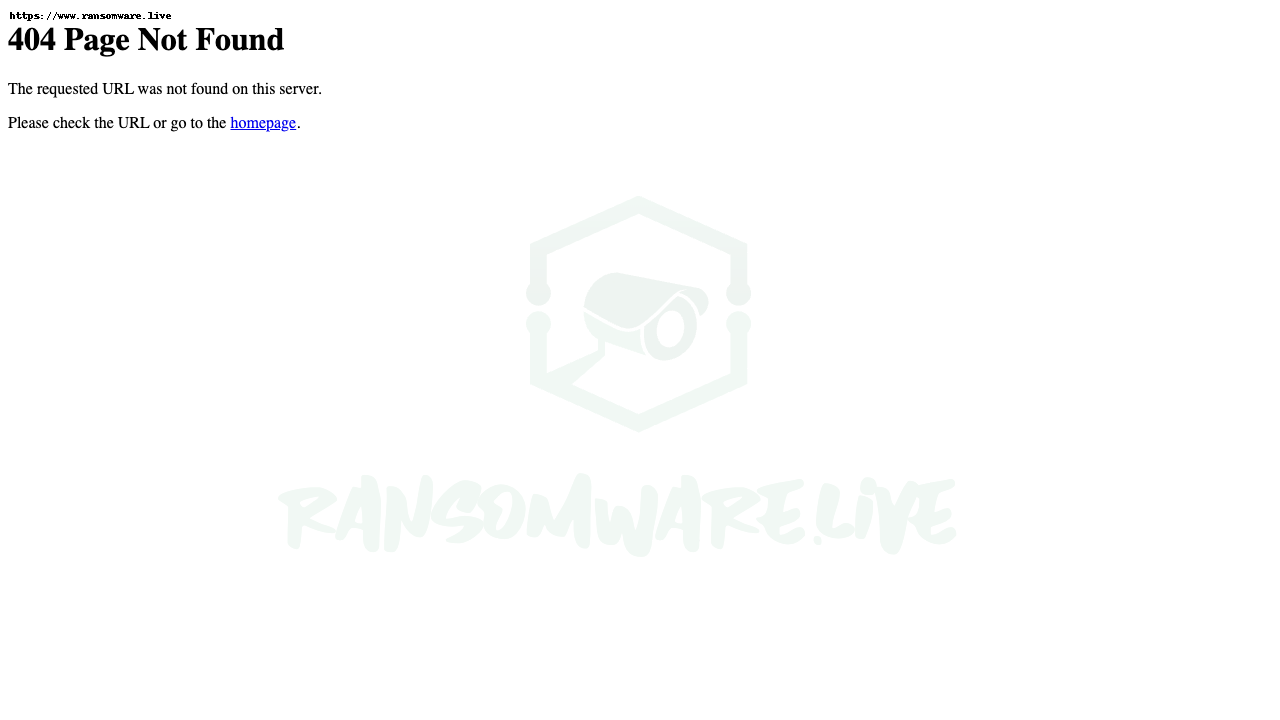 https://www.ransomware.live
404 Page Not Found
The requested URL was not found on this server.
Please check the URL or go to the homepage.
RANSOMWARE.LiVE